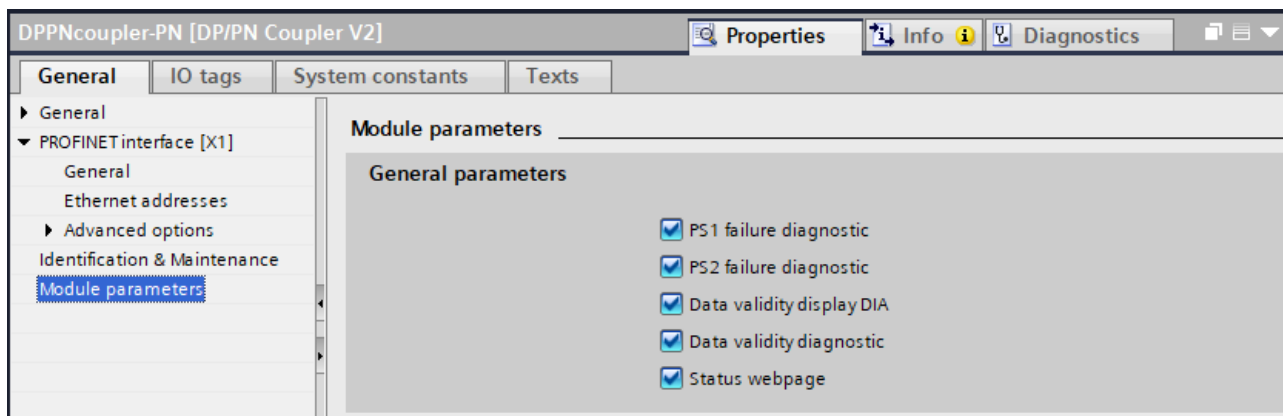 DPPNcoupler-PN [DP/PN Coupler V2]
Properties
Info
Diagnostics
General
IO tags
System constants
Texts
General
PROFINET interface [X1]
General
Ethernet addresses
Advanced options
Identification & Maintenance
Module parameters
Module parameters
General parameters
PS1 failure diagnostic
PS2 failure diagnostic
Data validity display DIA
Data validity diagnostic
Status webpage